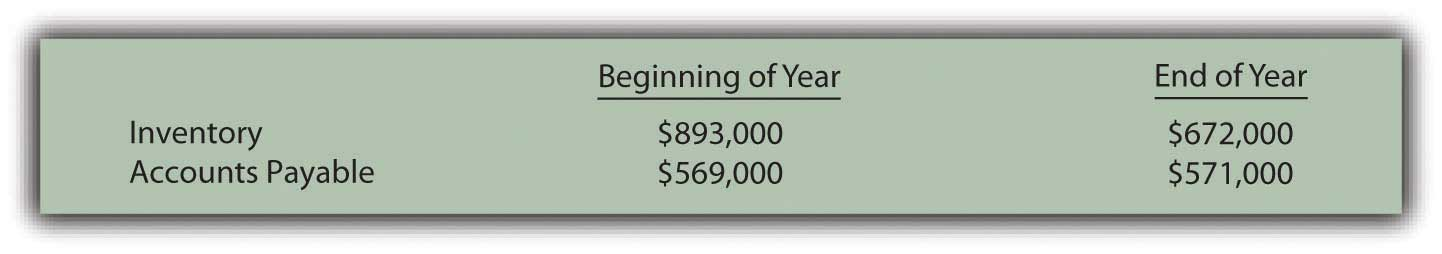 Beginning of Year End of Year
Inventory $893,000 $672,000
Accounts Payable $569,000 $571,000